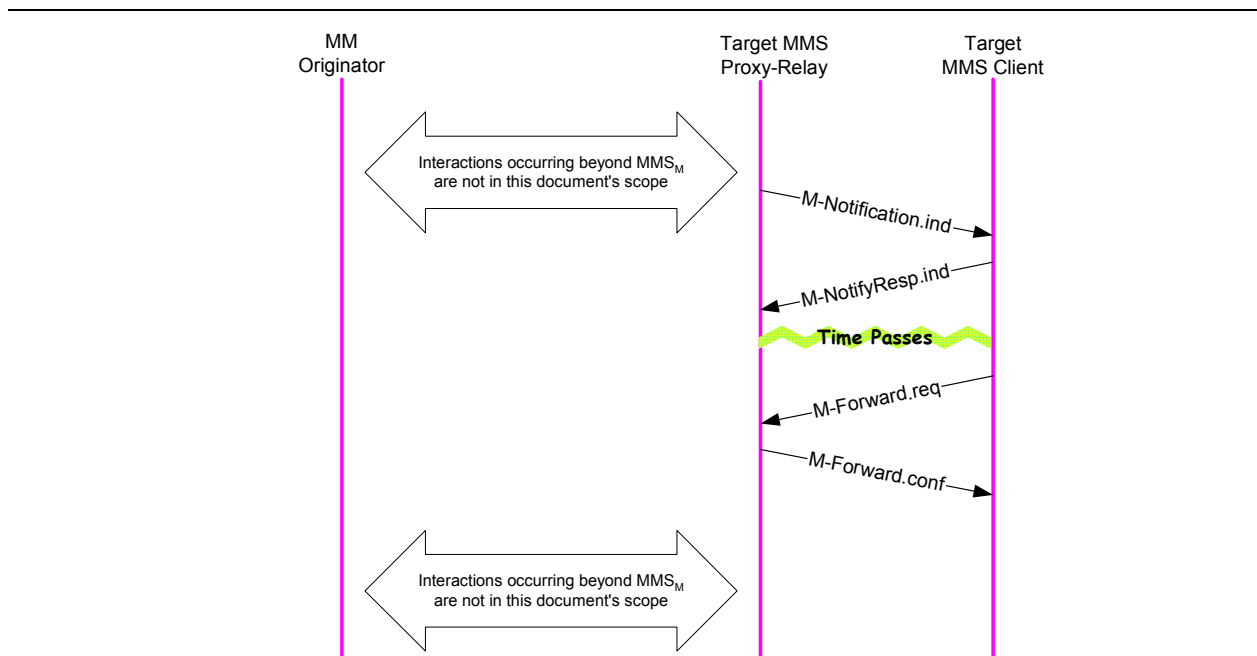 MM
Originator
Target MMS
Proxy-Relay
Target
MMS Client
Interactions occurring beyond MMSM
are not in this document's scope
M-Notification.ind
M-NotifyResp.ind
Time Passes
M-Forward.req
M-Forward.conf
Interactions occurring beyond MMSM
are not in this document's scope